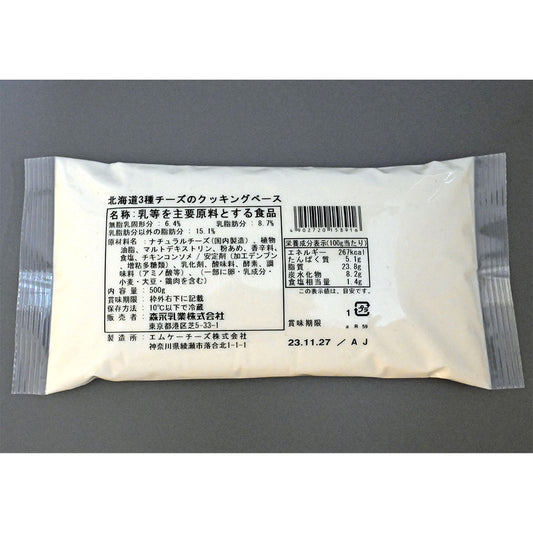 北海道3種チーズのクッキングベース
名称:乳等を主要原料とする食品
無脂乳固形分：6.4%　乳脂肪分：8.7%
乳脂肪分以外の脂肪分：15.1%
原材料名：ナチュラルチーズ(国内製造)、植物
油脂、マルトデキストリン、粉あめ、香辛料、
食塩、チキンコンソメ / 安定剤 (加工デンプン
、増粘多糖類)、乳化剤、酸味料、酵素、調
味料 (アミノ酸等)、(一部に卵・乳成分・
小麦・大豆・鶏肉を含む)
内容量：500g
賞味期限：枠外右下に記載
保存方法：10℃以下で冷蔵
販売者：森永乳業株式会社
東京都港区芝5-33-1
製造所：エムケーチーズ株式会社
神奈川県綾瀬市落合北1-1-1
4902720158916
栄養成分表示(100g当たり)
エネルギー 267kcal
たんぱく質 5.1g
脂質 23.8g
炭水化物 8.2g
食塩相当量 1.4g
この表示値は、目安です。
1
賞味期限 a R 59
23.11.27 / A J